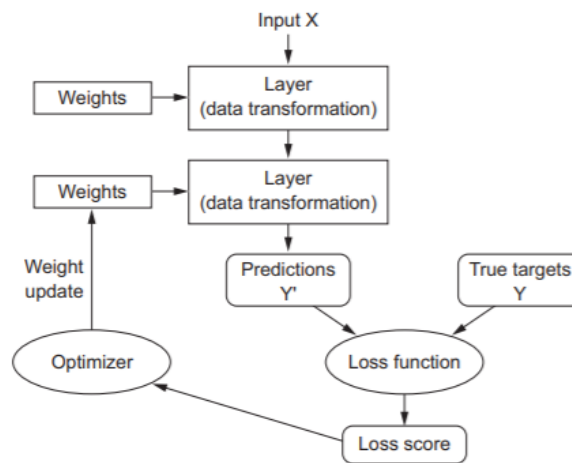 Input X
Weights
Layer
(data transformation)
Weights
Layer
(data transformation)
Weight
update
Predictions
Y'
True targets
Y
Optimizer
Loss function
Loss score